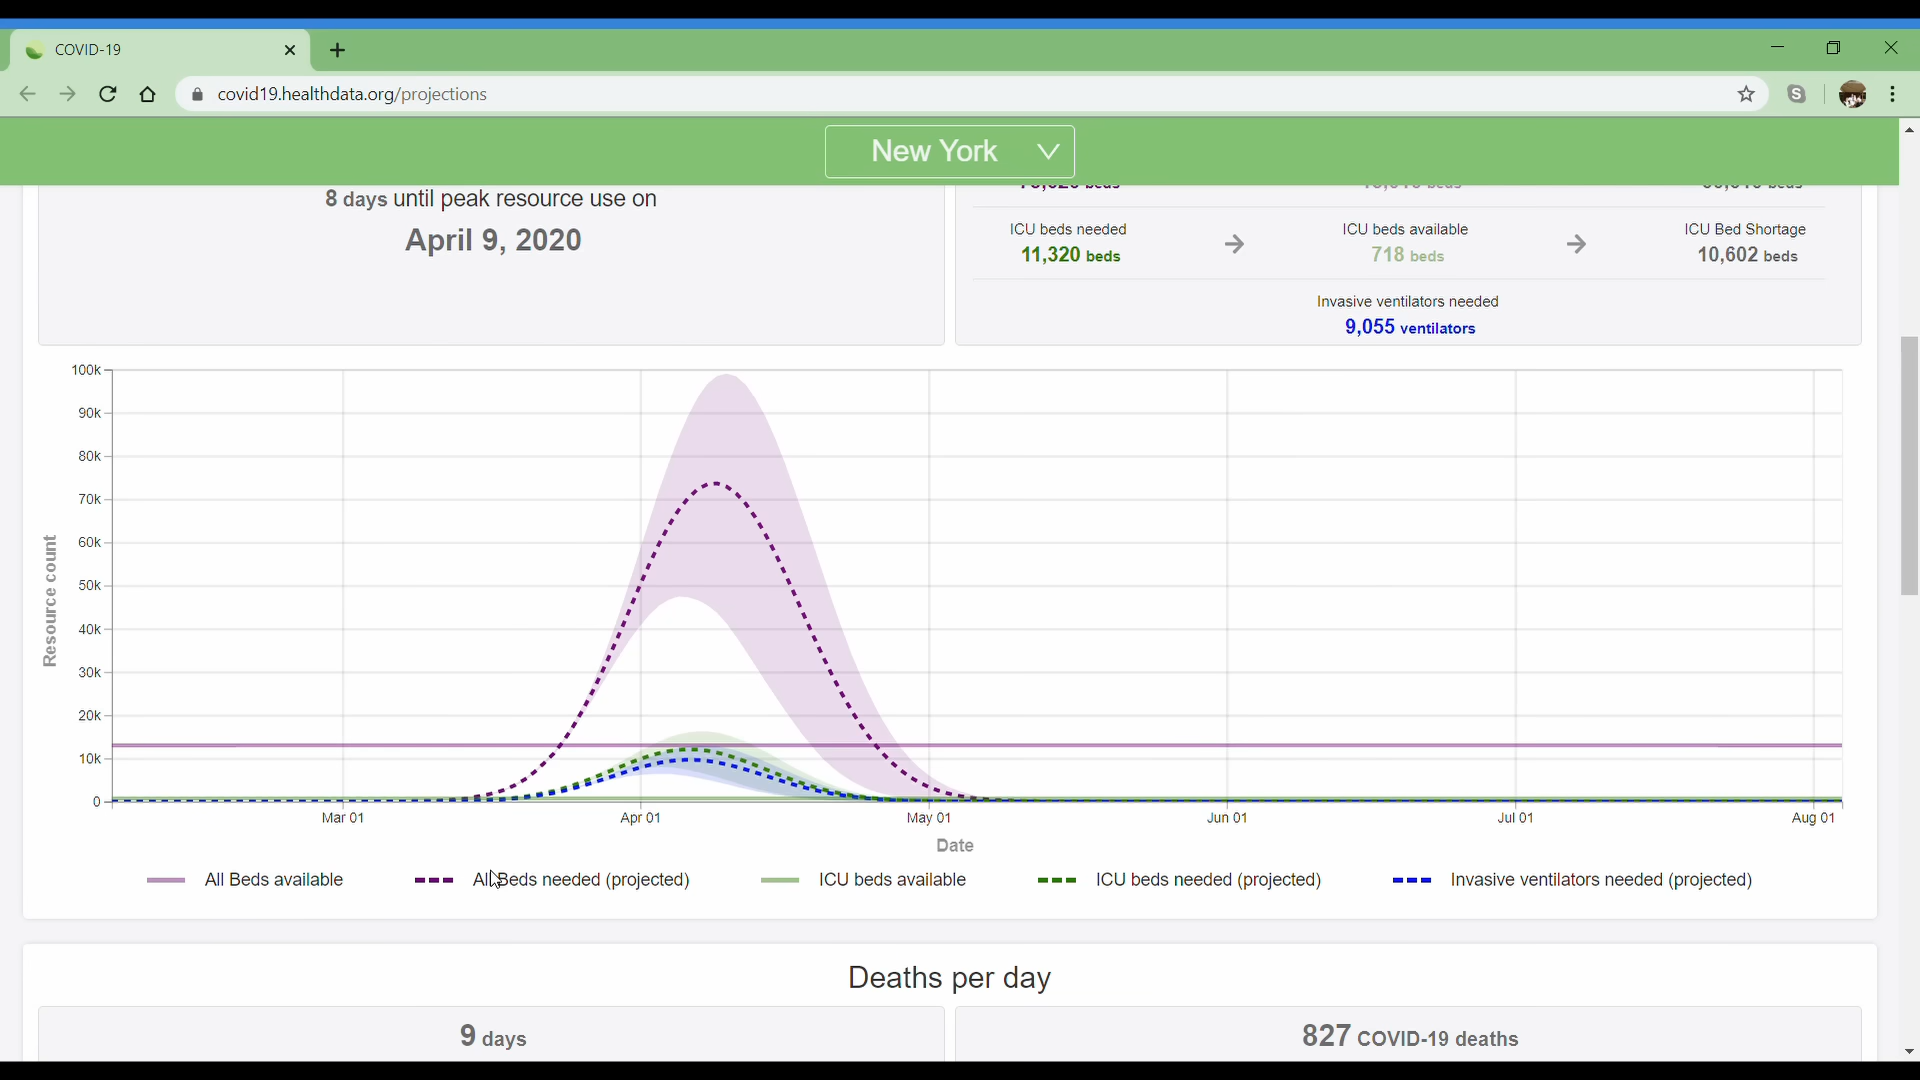 COVID-19
covid19.healthdata.org/projections
New York
8 days until peak resource use on
April 9, 2020
ICU beds needed
11,320 beds
ICU beds available
718 beds
ICU Bed Shortage
10,602 beds
Invasive ventilators needed
9,055 ventilators
100k
90k
80k
70k
60k
50k
40k
30k
20k
10k
0
Resource count
Mar 01
Apr 01
May 01
Jun 01
Jul 01
Aug 01
Date
All Beds available
All Beds needed (projected)
ICU beds available
ICU beds needed (projected)
Invasive ventilators needed (projected)
Deaths per day
9 days
827 COVID-19 deaths